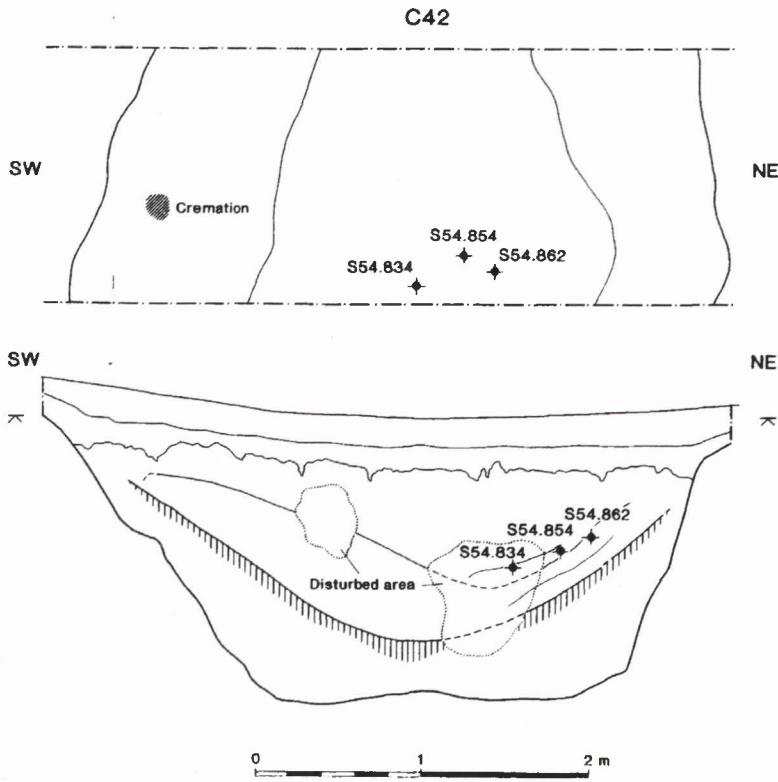 C42
SW
NE
Cremation
S54.854
S54.834
S54.862
SW
NE
S54.862
S54.854
S54.834
Disturbed area
0 1 2 m